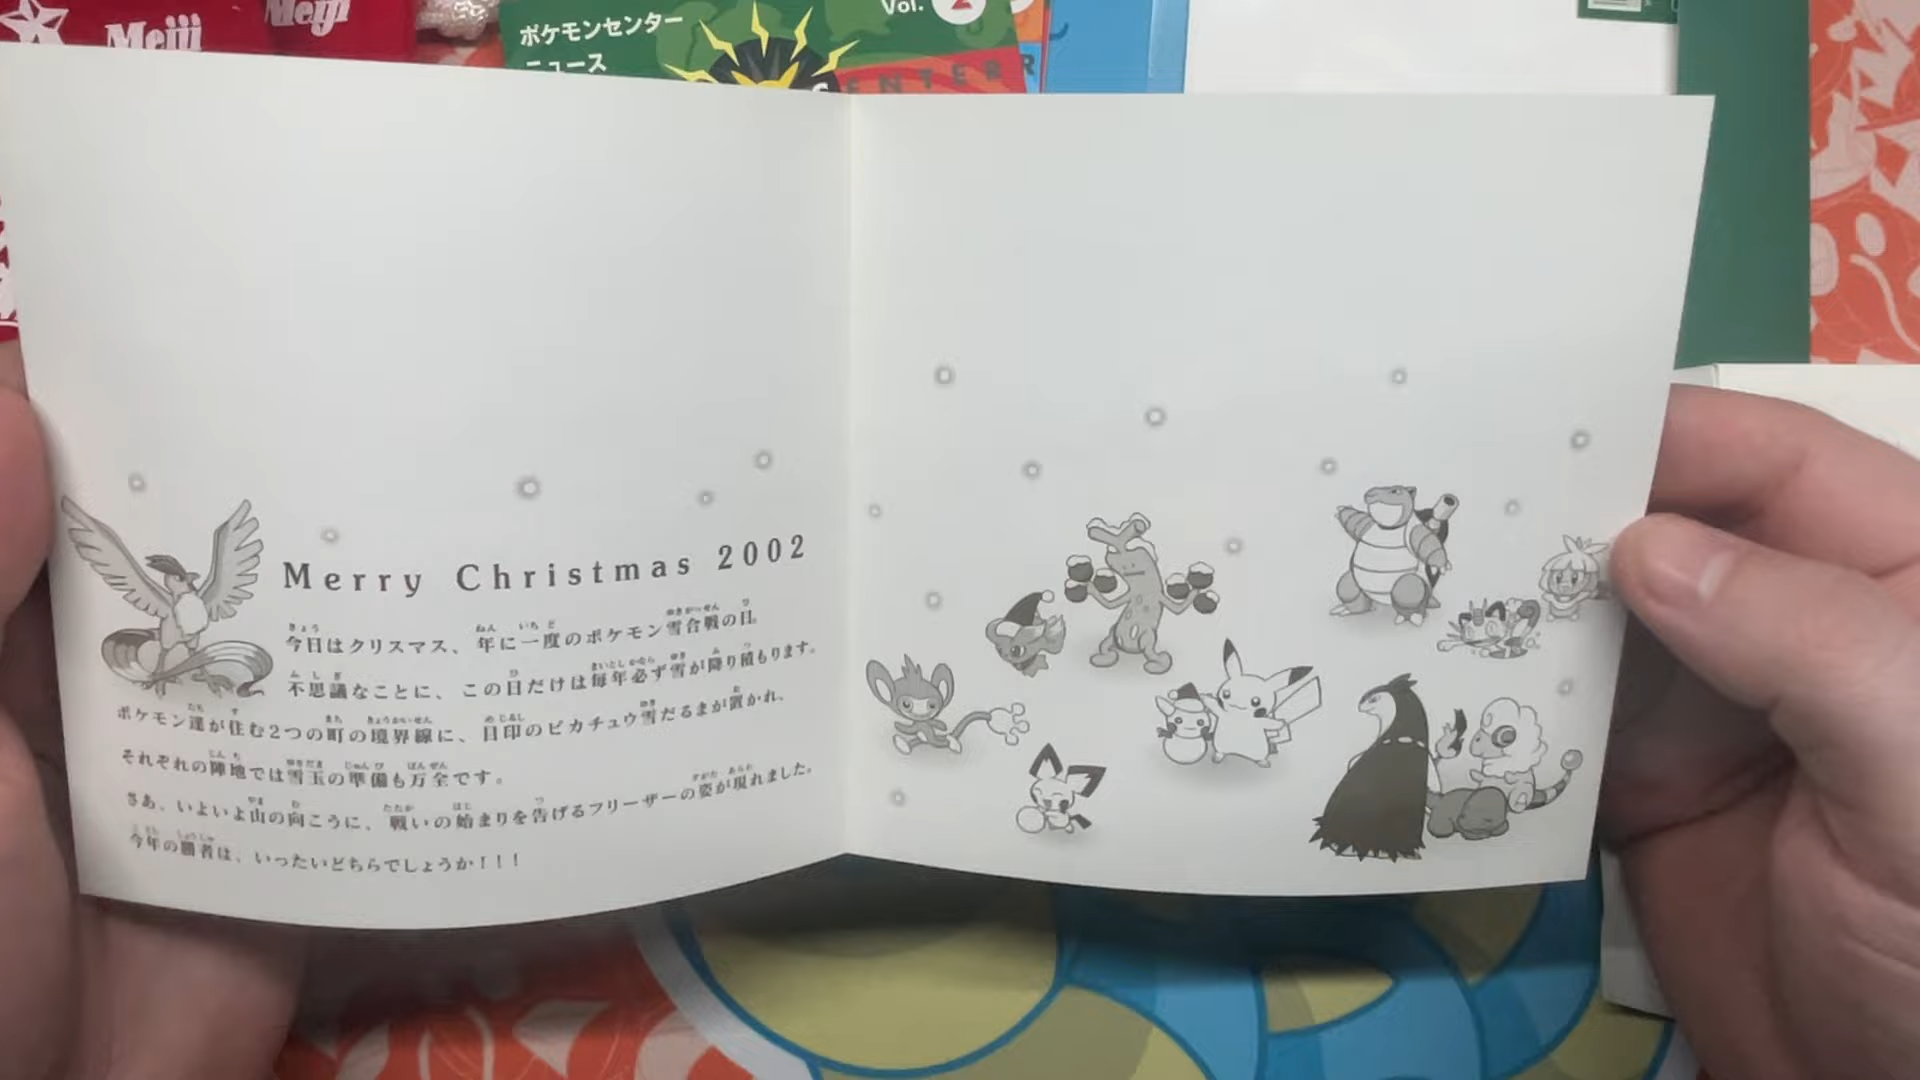 Meiji
Meiji
ポケモンセンター
ニュース
Vol. 2
ENTER
R
Merry Christmas 2002
今日はクリスマス、年に一度のポケモン雪合戦の日。
不思議なことに、この日だけは毎年必ず雪が降り積もります。
ポケモン達が住む2つの町の境界線に、目印のピカチュウ雪だるまが置かれ、
それぞれの陣地では雪玉の準備も万全です。
さあ、いよいよ山の向こうに、戦いの始まりを告げるフリーザーの姿が現れました。
今年の勝者は、いったいどちらでしょうか!!!